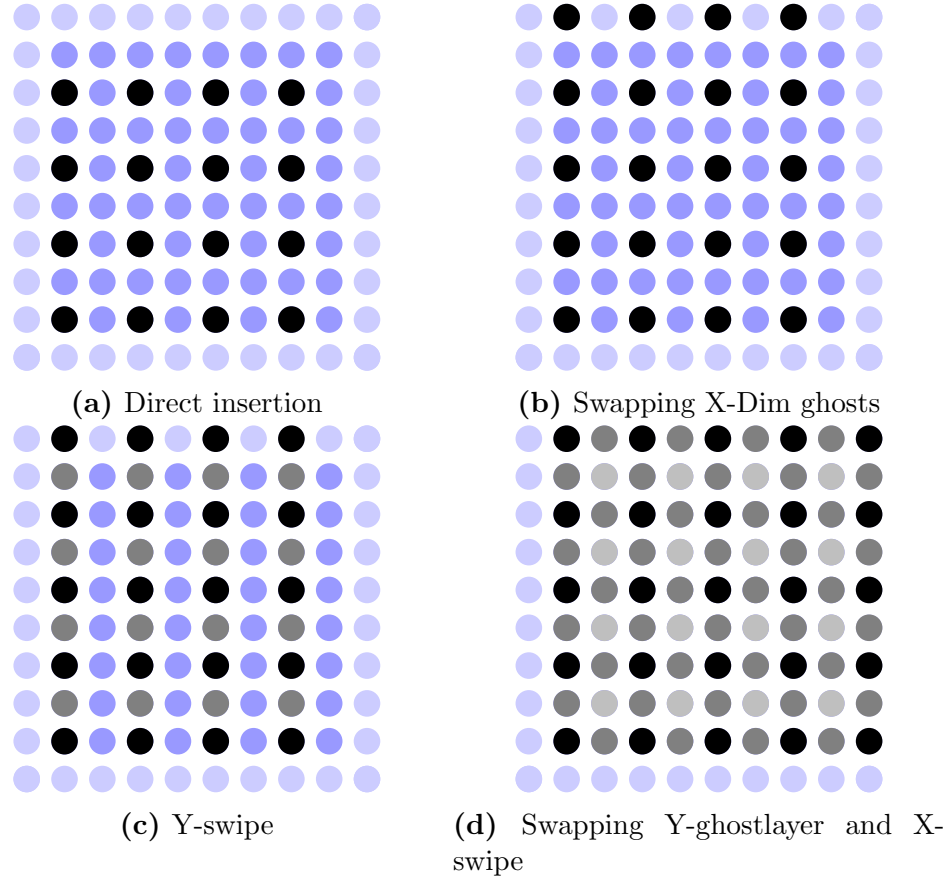 (a) Direct insertion
(b) Swapping X-Dim ghosts
(c) Y-swipe
(d) Swapping Y-ghostlayer and X-
swipe